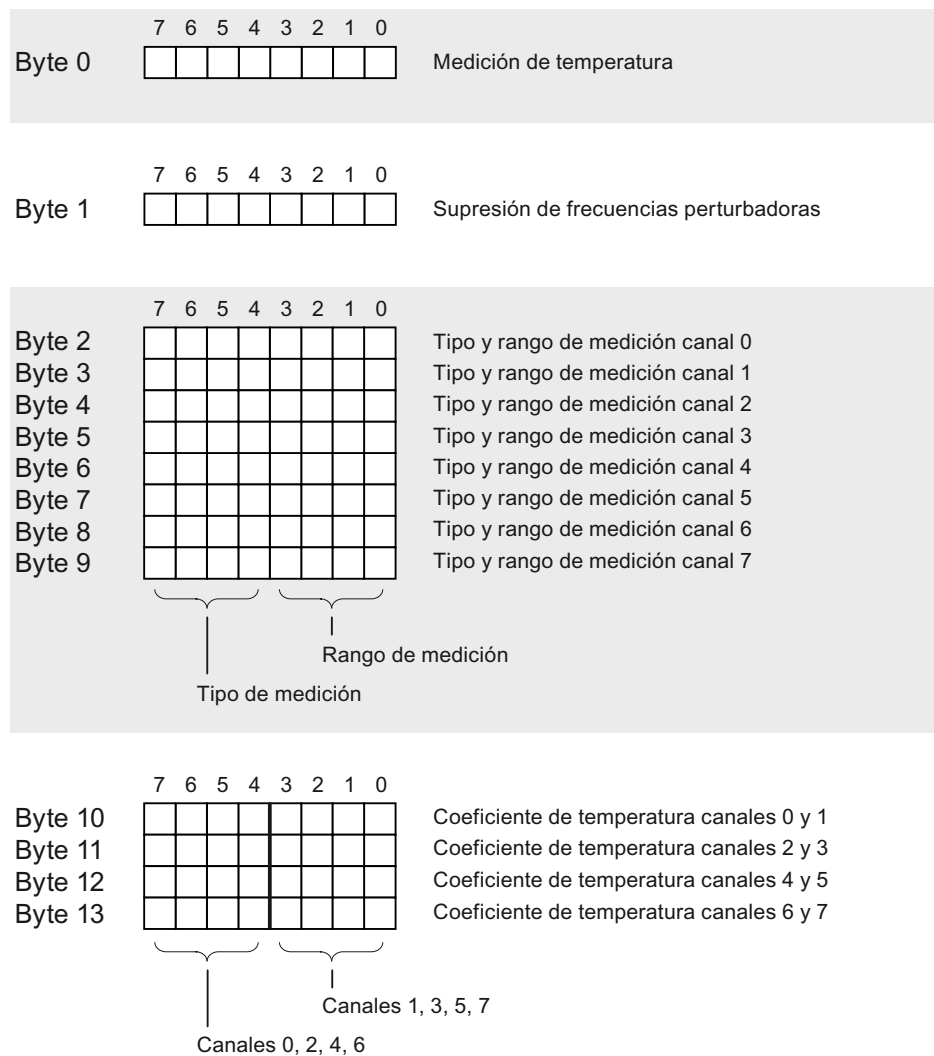 7 6 5 4 3 2 1 0
Byte 0 Medición de temperatura
7 6 5 4 3 2 1 0
Byte 1 Supresión de frecuencias perturbadoras
7 6 5 4 3 2 1 0
Byte 2 Tipo y rango de medición canal 0
Byte 3 Tipo y rango de medición canal 1
Byte 4 Tipo y rango de medición canal 2
Byte 5 Tipo y rango de medición canal 3
Byte 6 Tipo y rango de medición canal 4
Byte 7 Tipo y rango de medición canal 5
Byte 8 Tipo y rango de medición canal 6
Byte 9 Tipo y rango de medición canal 7
Rango de medición
Tipo de medición
7 6 5 4 3 2 1 0
Byte 10 Coeficiente de temperatura canales 0 y 1
Byte 11 Coeficiente de temperatura canales 2 y 3
Byte 12 Coeficiente de temperatura canales 4 y 5
Byte 13 Coeficiente de temperatura canales 6 y 7
Canales 1, 3, 5, 7
Canales 0, 2, 4, 6